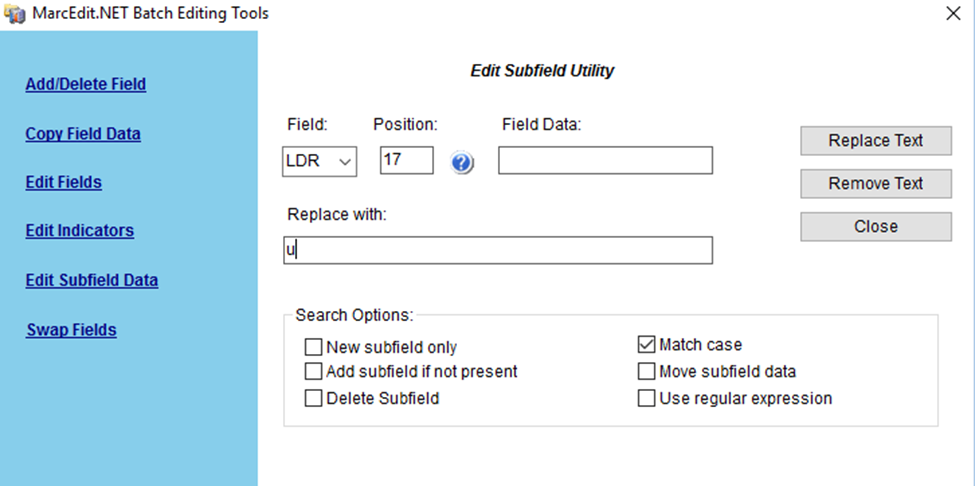 MarcEdit.NET Batch Editing Tools
Add/Delete Field
Copy Field Data
Edit Fields
Edit Indicators
Edit Subfield Data
Swap Fields
Edit Subfield Utility
Field: Position: Field Data:
LDR 17 ?
Replace with:
u
Replace Text
Remove Text
Close
Search Options:
New subfield only
Add subfield if not present
Delete Subfield
Match case
Move subfield data
Use regular expression